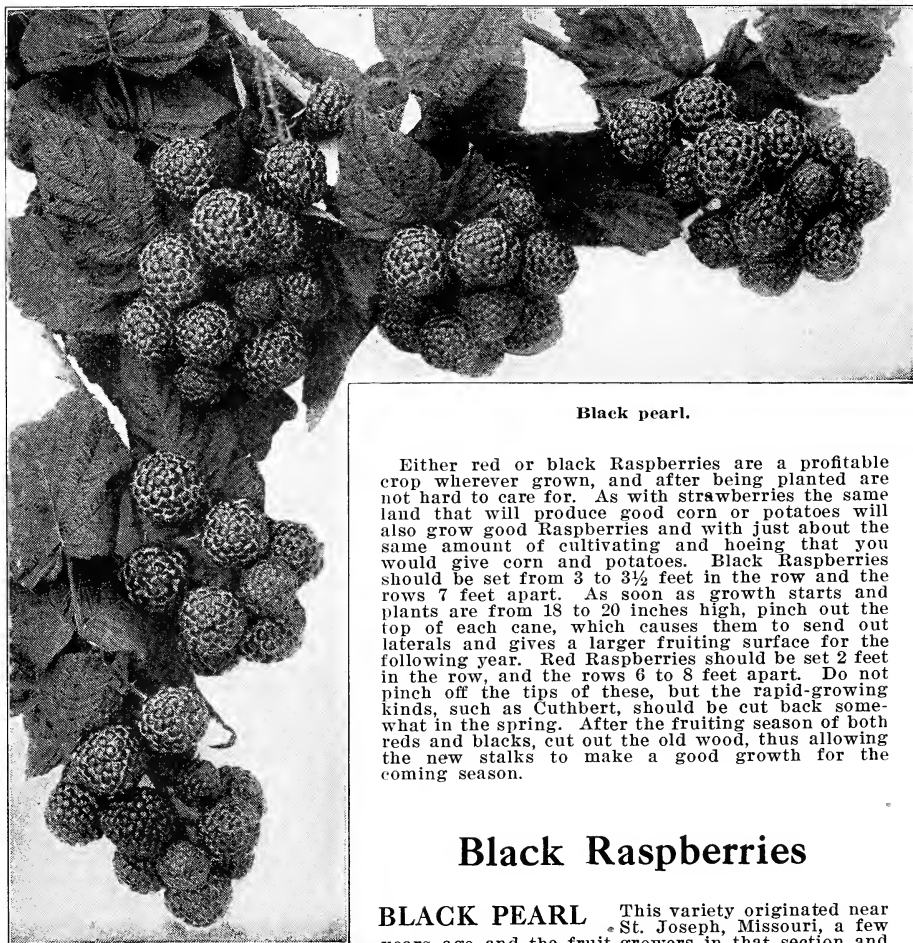 Black pearl.
Either red or black Raspberries are a profitable
crop wherever grown, and after being planted are
not hard to care for. As with strawberries the same
land that will produce good corn or potatoes will
also grow good Raspberries and with just about the
same amount of cultivating and hoeing that you
would give corn and potatoes. Black Raspberries
should be set from 3 to 3½ feet in the row and the
rows 7 feet apart. As soon as growth starts and
plants are from 18 to 20 inches high, pinch out the
top of each cane, which causes them to send out
laterals and gives a larger fruiting surface for the
following year. Red Raspberries should be set 2 feet
in the row, and the rows 6 to 8 feet apart. Do not
pinch off the tips of these, but the rapid-growing
kinds, such as Cuthbert, should be cut back some-
what in the spring. After the fruiting season of both
reds and blacks, cut out the old wood, thus allowing
the new stalks to make a good growth for the
coming season.
Black Raspberries
BLACK PEARL This variety originated near
St. Joseph, Missouri, a few
years ago and the fruit growers in that section and